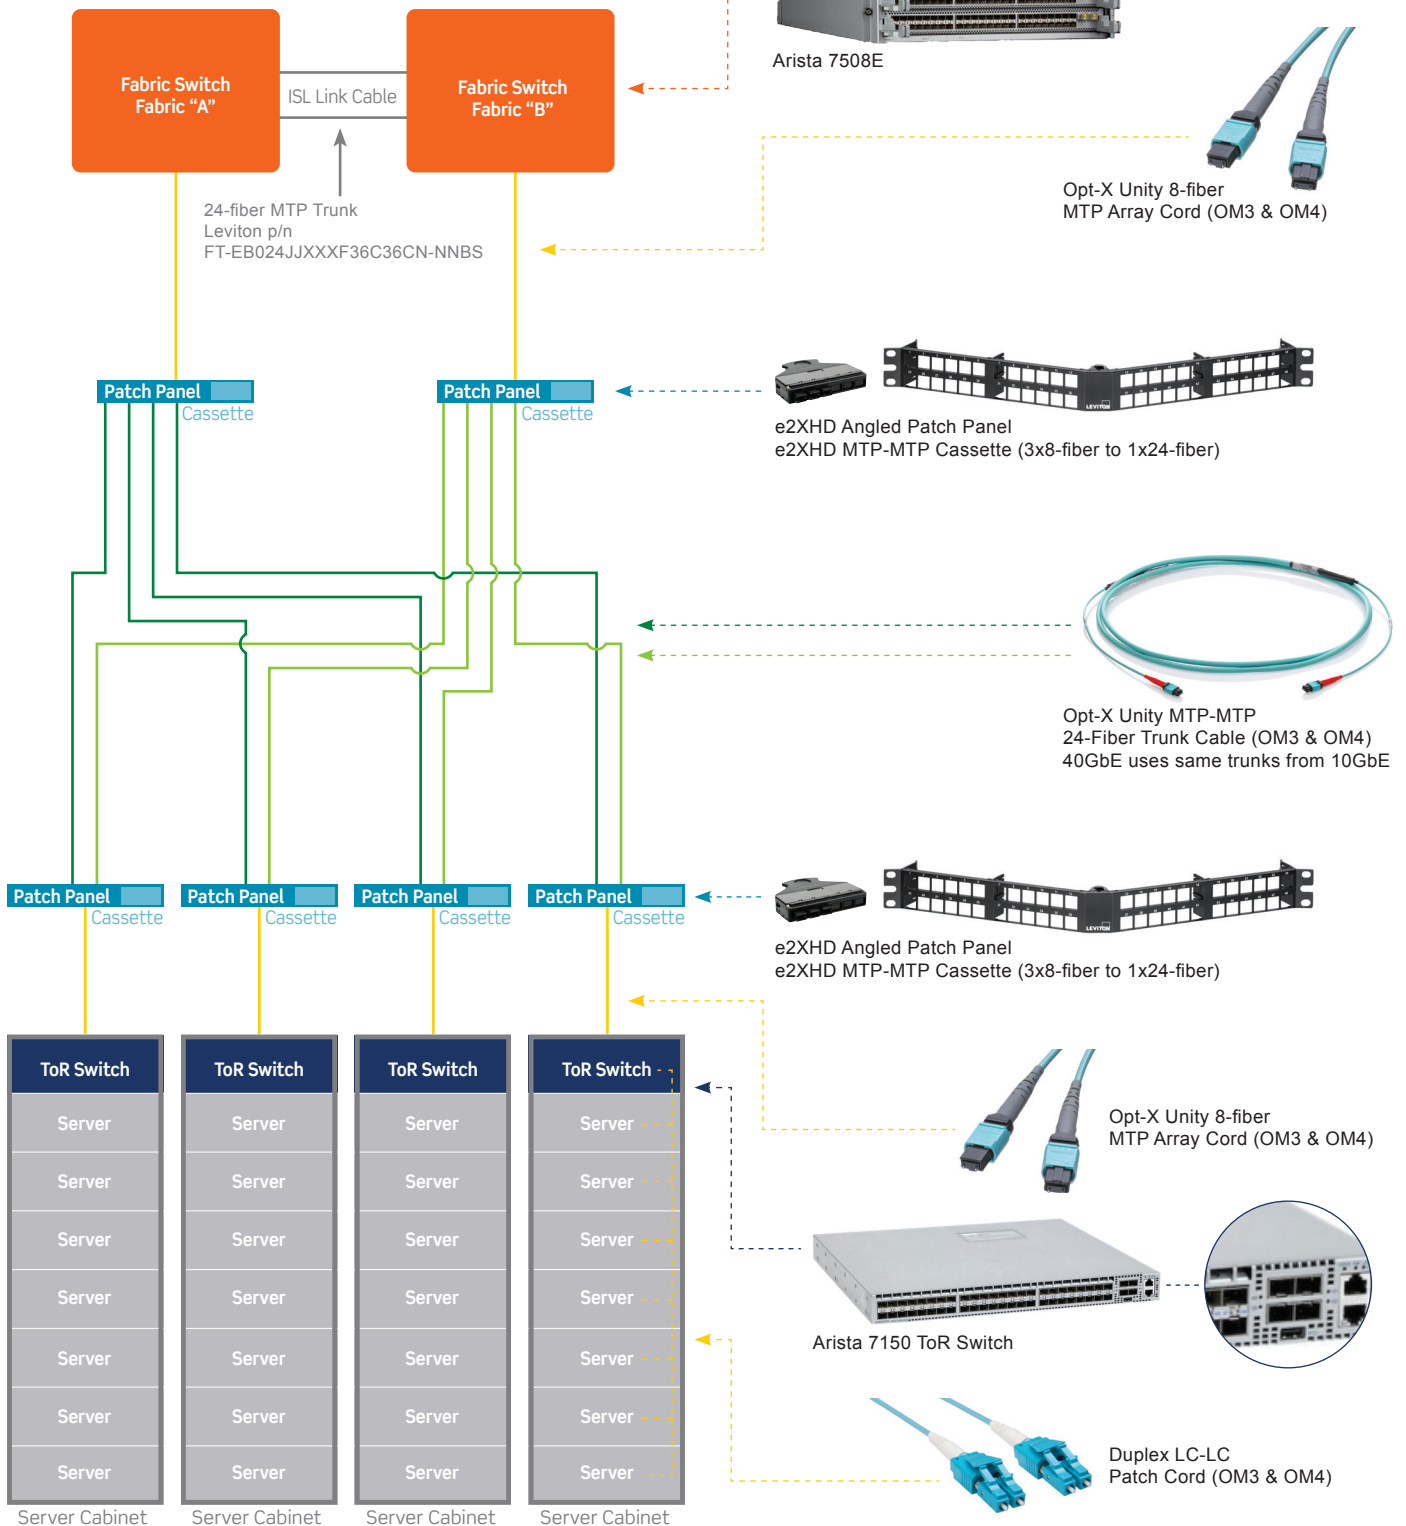 Arista 7508E
Fabric Switch
Fabric “A”
ISL Link Cable
Fabric Switch
Fabric “B”
Opt-X Unity 8-fiber
MTP Array Cord (OM3 & OM4)
24-fiber MTP Trunk
Leviton p/n
FT-EB024JJXXXF36C36CN-NNBS
Patch Panel
Cassette
Patch Panel
Cassette
LEVITON
e2XHD Angled Patch Panel
e2XHD MTP-MTP Cassette (3x8-fiber to 1x24-fiber)
Opt-X Unity MTP-MTP
24-Fiber Trunk Cable (OM3 & OM4)
40GbE uses same trunks from 10GbE
Patch Panel
Cassette
Patch Panel
Cassette
Patch Panel
Cassette
Patch Panel
Cassette
LEVITON
e2XHD Angled Patch Panel
e2XHD MTP-MTP Cassette (3x8-fiber to 1x24-fiber)
ToR Switch
Server
Server
Server
Server
Server
Server
Server
Server Cabinet
ToR Switch
Server
Server
Server
Server
Server
Server
Server
Server Cabinet
ToR Switch
Server
Server
Server
Server
Server
Server
Server
Server Cabinet
ToR Switch
Server
Server
Server
Server
Server
Server
Server
Server Cabinet
Opt-X Unity 8-fiber
MTP Array Cord (OM3 & OM4)
Arista 7150 ToR Switch
Duplex LC-LC
Patch Cord (OM3 & OM4)